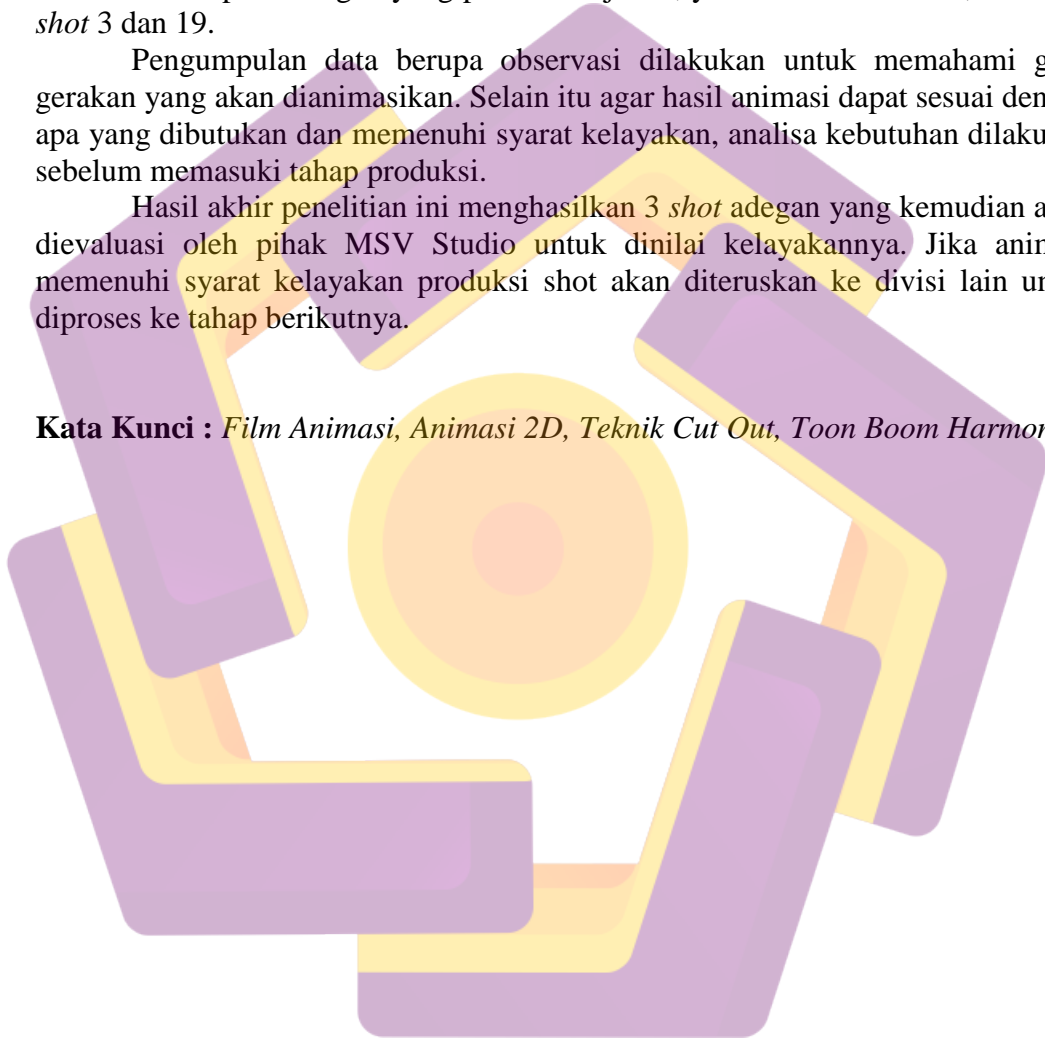 shot 3 dan 19.
Pengumpulan data berupa observasi dilakukan untuk memahami g
gerakan yang akan dianimasikan. Selain itu agar hasil animasi dapat sesuai den
apa yang dibutukan dan memenuhi syarat kelayakan, analisa kebutuhan dilaku
sebelum memasuki tahap produksi.
Hasil akhir penelitian ini menghasilkan 3 shot adegan yang kemudian a
dievaluasi oleh pihak MSV Studio untuk dinilai kelayakannya. Jika anim
memenuhi syarat kelayakan produksi shot akan diteruskan ke divisi lain un
diproses ke tahap berikutnya.
Kata Kunci : Film Animasi, Animasi 2D, Teknik Cut Out, Toon Boom Harmon